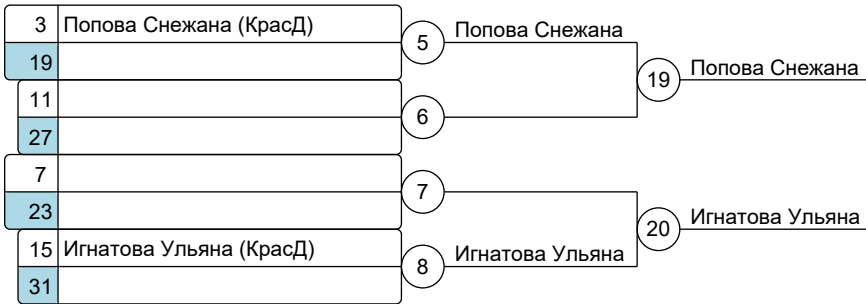 3 Попова Снежана (КрасД)
5 Попова Снежана
19
19 Попова Снежана
11
6
27
7
7
23
20 Игнатова Ульяна
15 Игнатова Ульяна (КрасД)
8 Игнатова Ульяна
31